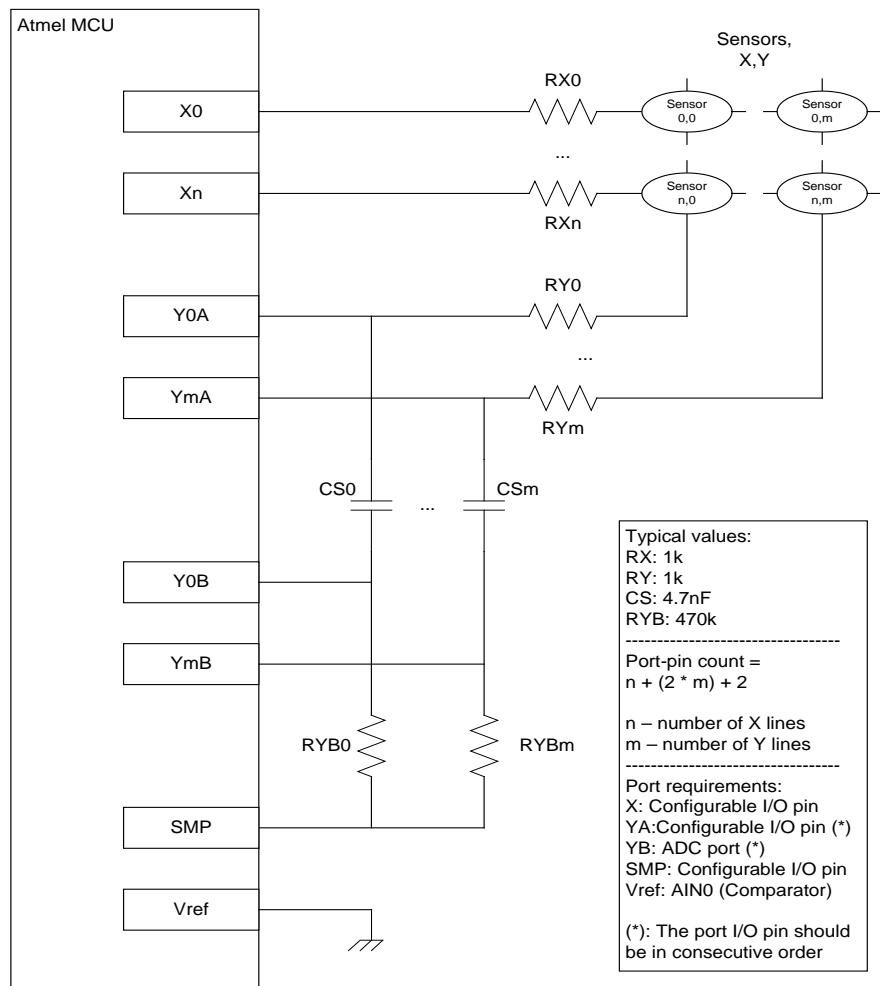 Atmel MCU
Sensors,
X,Y
X0
RX0
Sensor
0,0
Sensor
0,m
...
Xn
RXn
Sensor
n,0
Sensor
n,m
Y0A
RY0
...
YmA
RYm
CS0
...
CSm
Y0B
YmB
RYB0
RYBm
SMP
Vref
Typical values:
RX: 1k
RY: 1k
CS: 4.7nF
RYB: 470k
----------------------------------
Port-pin count =
n + (2 * m) + 2
n – number of X lines
m – number of Y lines
----------------------------------
Port requirements:
X: Configurable I/O pin
YA:Configurable I/O pin (*)
YB: ADC port (*)
SMP: Configurable I/O pin
Vref: AIN0 (Comparator)
(*): The port I/O pin should
be in consecutive order